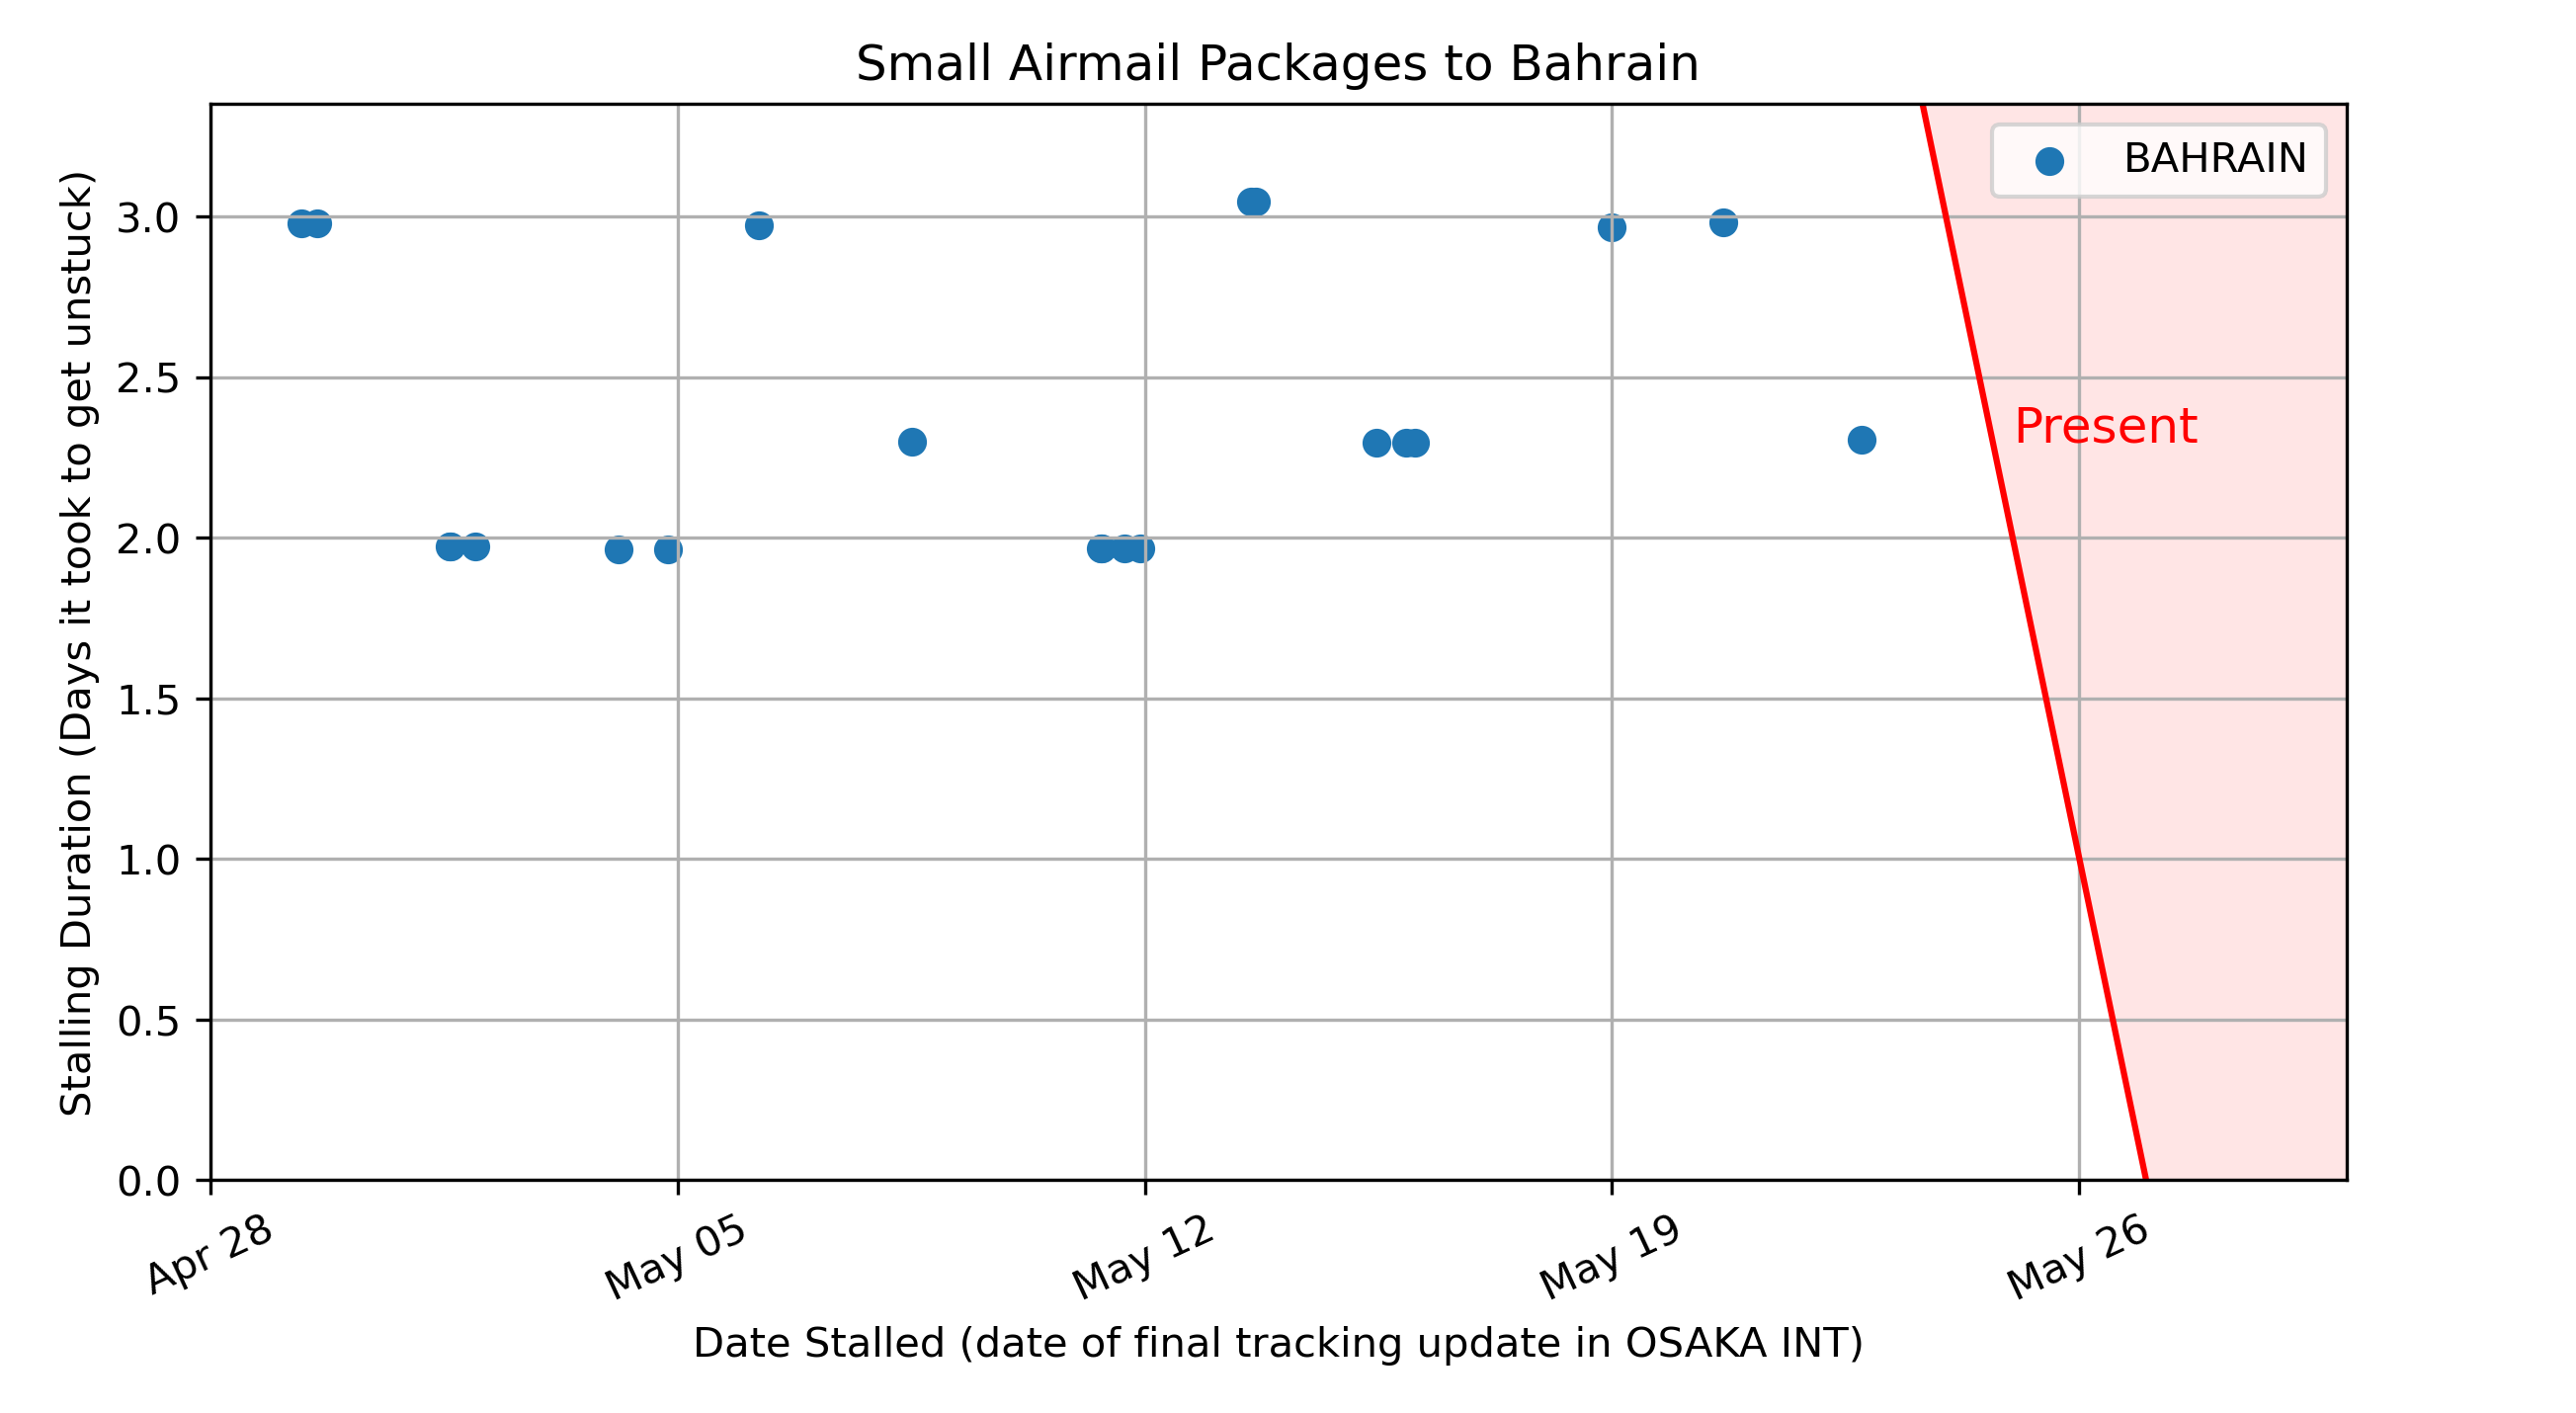 Small Airmail Packages to Bahrain
BAHRAIN
Present
Stalling Duration (Days it took to get unstuck)
3.0
2.5
2.0
1.5
1.0
0.5
0.0
Apr 28
May 05
May 12
May 19
May 26
Date Stalled (date of final tracking update in OSAKA INT)